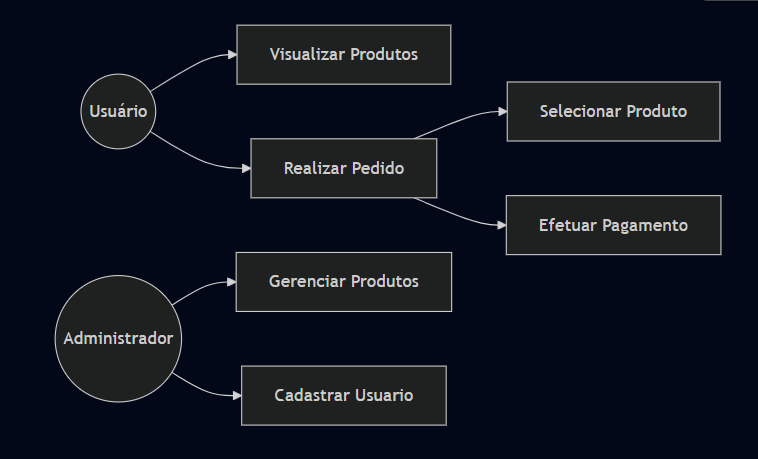 Visualizar Produtos
Usuário
Selecionar Produto
Realizar Pedido
Efetuar Pagamento
Gerenciar Produtos
Administrador
Cadastrar Usuario